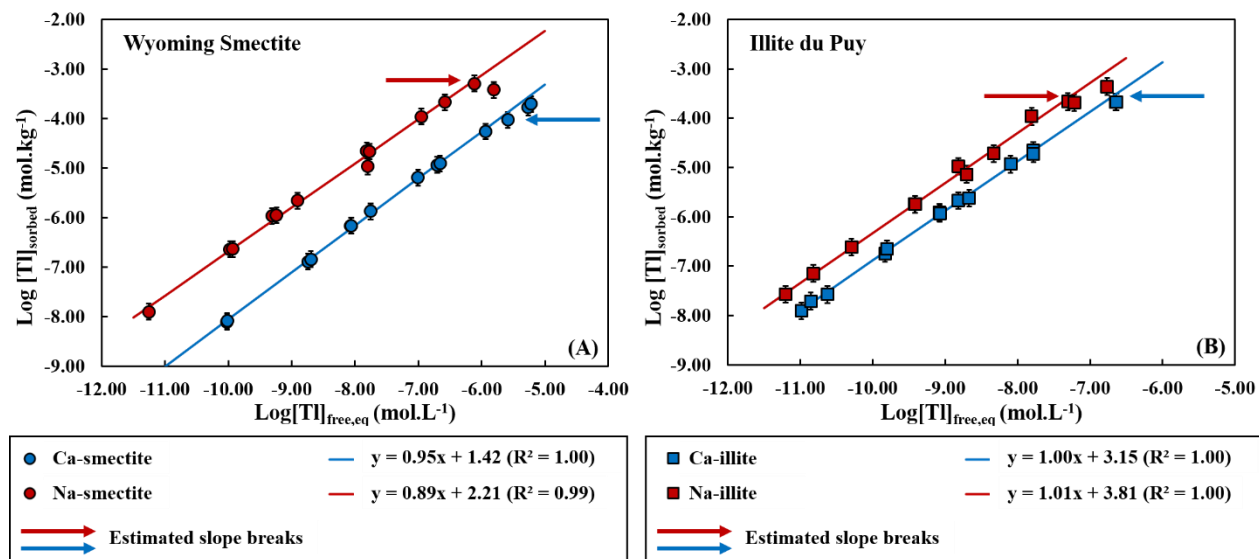 Wyoming Smectite
-2.00
-3.00
-4.00
-5.00
-6.00
-7.00
-8.00
-9.00
Log [Tl]sorbed (mol.kg-1)
(A)
-12.00 -11.00 -10.00 -9.00 -8.00 -7.00 -6.00 -5.00 -4.00
Log[Tl]free,eq (mol.L-1)
Ca-smectite y = 0.95x + 1.42 (R² = 1.00)
Na-smectite y = 0.89x + 2.21 (R² = 0.99)
Estimated slope breaks
Illite du Puy
-2.00
-3.00
-4.00
-5.00
-6.00
-7.00
-8.00
-9.00
Log [Tl]sorbed (mol.kg-1)
(B)
-12.00 -11.00 -10.00 -9.00 -8.00 -7.00 -6.00 -5.00
Log[Tl]free,eq (mol.L-1)
Ca-illite y = 1.00x + 3.15 (R² = 1.00)
Na-illite y = 1.01x + 3.81 (R² = 1.00)
Estimated slope breaks